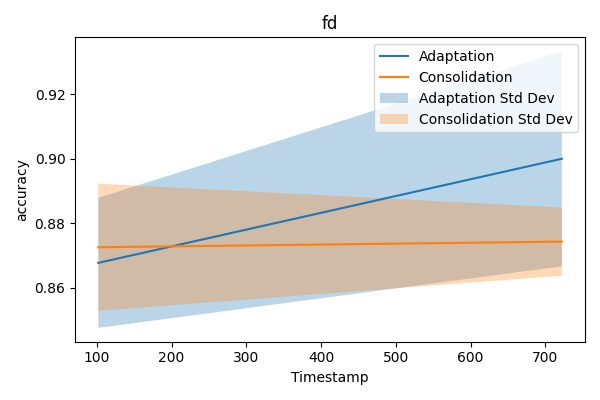 fd
Adaptation
Consolidation
Adaptation Std Dev
Consolidation Std Dev
accuracy
0.92
0.90
0.88
0.86
100 200 300 400 500 600 700
Timestamp